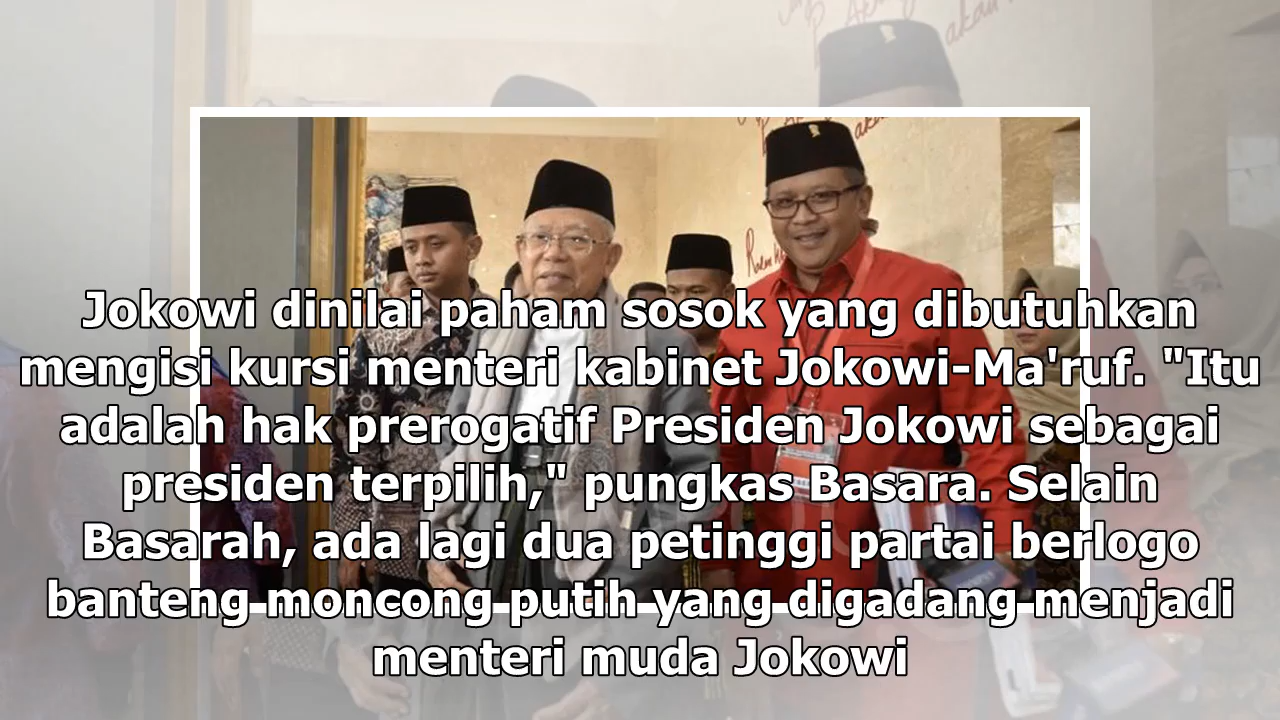 Jokowi dinilai paham sosok yang dibutuhkan
mengisi kursi menteri kabinet Jokowi-Ma'ruf. "Itu
adalah hak prerogatif Presiden Jokowi sebagai
presiden terpilih," pungkas Basara. Selain
Basarah, ada lagi dua petinggi partai berlogo
banteng moncong putih yang digadang menjadi
menteri muda Jokowi